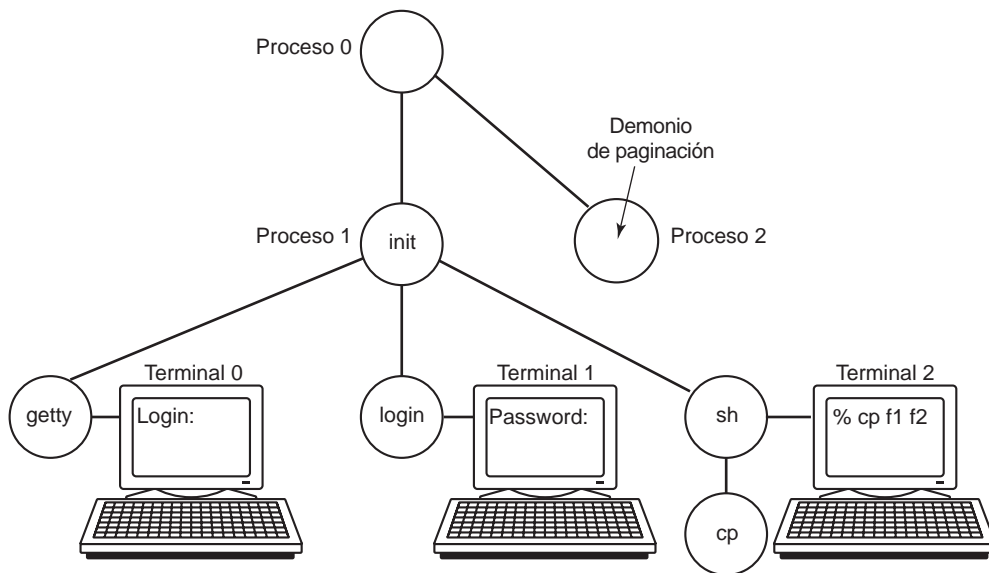 Proceso 0
Demonio
de paginación
Proceso 1
init
Proceso 2
Terminal 0
Terminal 1
Terminal 2
getty
Login:
login
Password:
sh
% cp f1 f2
cp